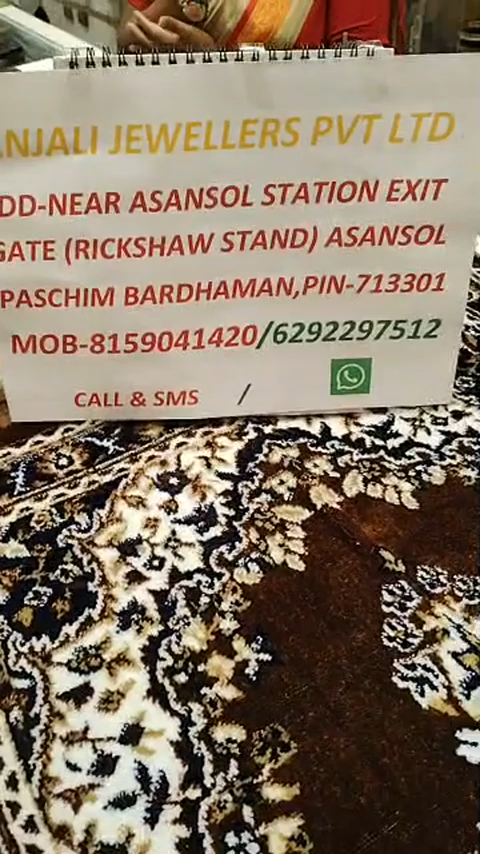 NJALI JEWELLERS PVT LTD
DD-NEAR ASANSOL STATION EXIT
GATE (RICKSHAW STAND) ASANSOL
PASCHIM BARDHAMAN,PIN-713301
MOB-8159041420/6292297512
CALL & SMS /